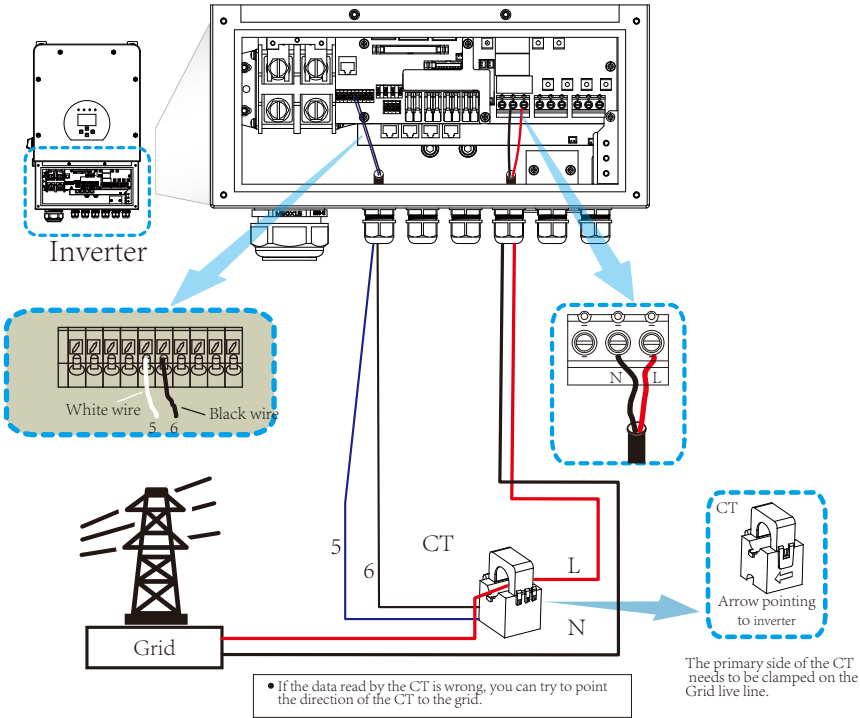 M90X1.5
Inverter
White wire
Black wire
5 6
N L
5
6
CT
L
N
Grid
CT
Arrow pointing
to inverter
The primary side of the CT
needs to be clamped on the
Grid live line.
• If the data read by the CT is wrong, you can try to point
the direction of the CT to the grid.